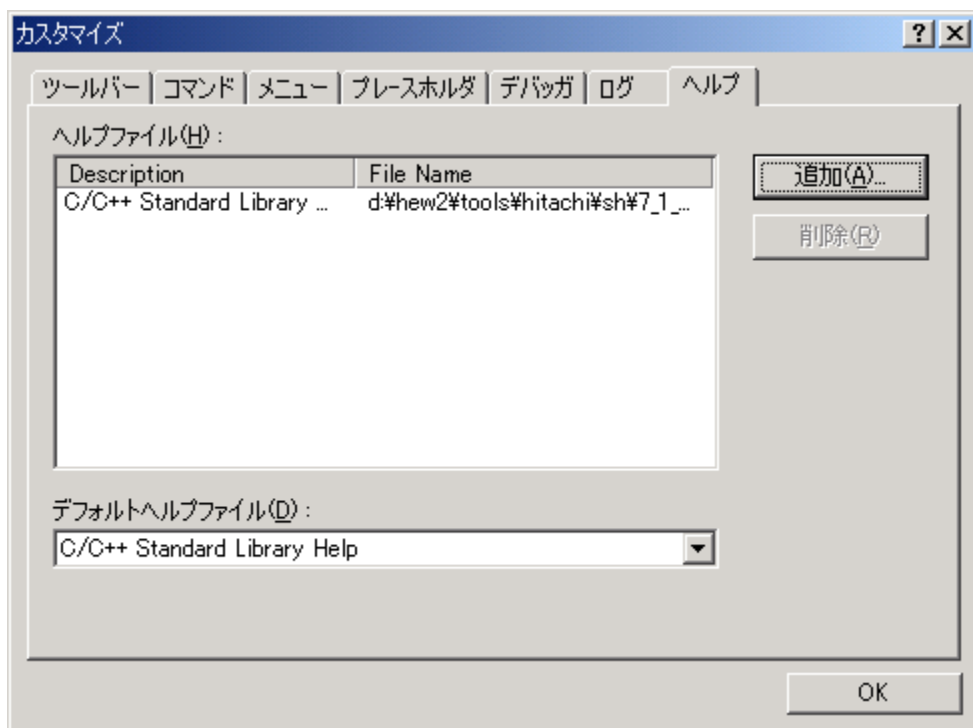 カスタマイズ
ツールバー コマンド メニュー プレースホルダ デバッガ ログ ヘルプ
ヘルプファイル(H) :
Description File Name
C/C++ Standard Library ... d:¥hew2¥tools¥hitachi¥sh¥7_1_...
追加(A)...
削除(R)
デフォルトヘルプファイル(D) :
C/C++ Standard Library Help
OK